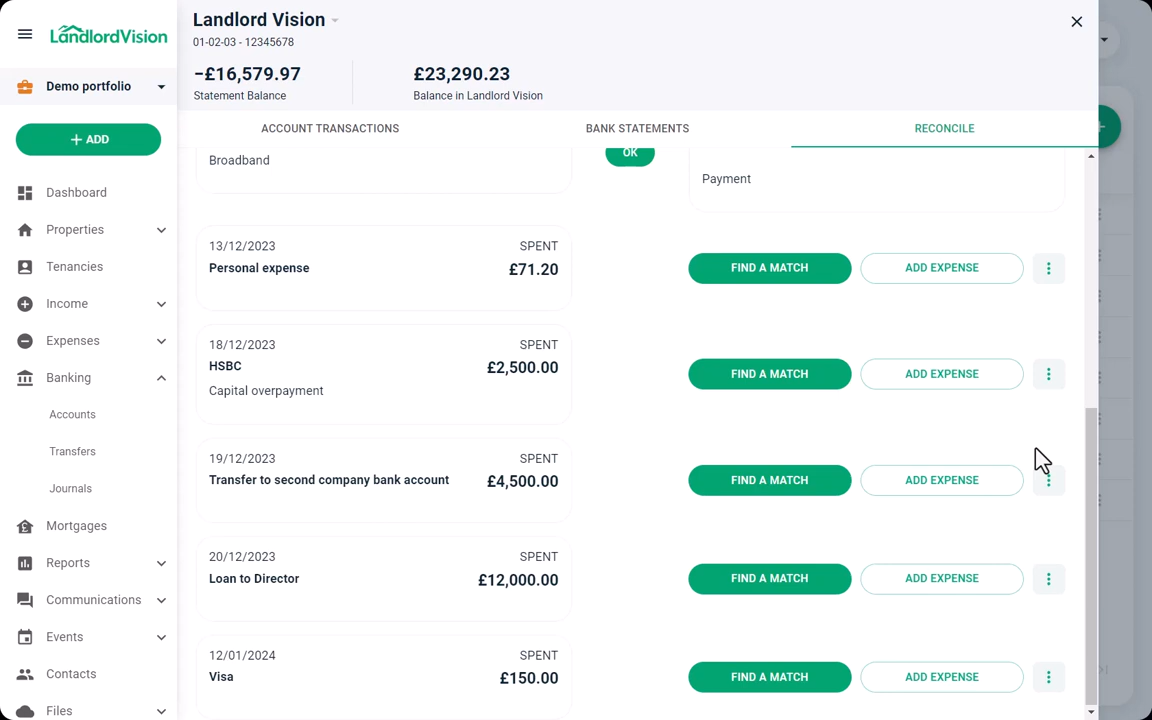 LandlordVision
Demo portfolio
+ ADD
Dashboard
Properties
Tenancies
Income
Expenses
Banking
Accounts
Transfers
Journals
Mortgages
Reports
Communications
Events
Contacts
Files
Landlord Vision
01-02-03 - 12345678
-£16,579.97
Statement Balance
£23,290.23
Balance in Landlord Vision
ACCOUNT TRANSACTIONS
BANK STATEMENTS
RECONCILE
Broadband
OK
Payment
13/12/2023 SPENT
Personal expense £71.20
FIND A MATCH
ADD EXPENSE
18/12/2023 SPENT
HSBC £2,500.00
Capital overpayment
FIND A MATCH
ADD EXPENSE
19/12/2023 SPENT
Transfer to second company bank account £4,500.00
FIND A MATCH
ADD EXPENSE
20/12/2023 SPENT
Loan to Director £12,000.00
FIND A MATCH
ADD EXPENSE
12/01/2024 SPENT
Visa £150.00
FIND A MATCH
ADD EXPENSE